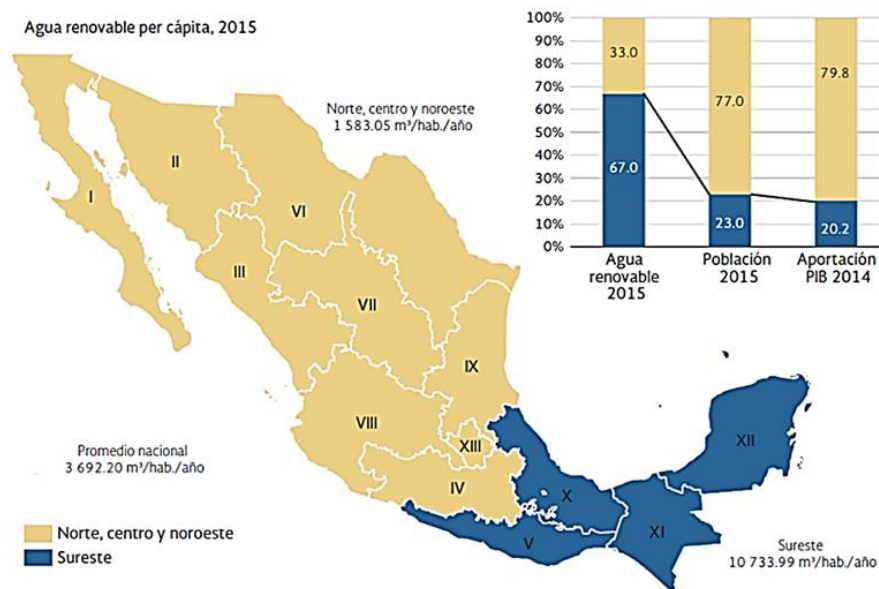 Agua renovable per cápita, 2015
Norte, centro y noroeste
1 583.05 m³/hab./año
I
II
III
VI
VII
VIII
IX
XIII
IV
X
V
XI
XII
Promedio nacional
3 692.20 m³/hab./año
Norte, centro y noroeste
Sureste
Sureste
10 733.99 m³/hab./año
100%
90%
80%
70%
60%
50%
40%
30%
20%
10%
0%
33.0
77.0
79.8
67.0
23.0
20.2
Agua
renovable
2015
Población
2015
Aportación
PIB 2014